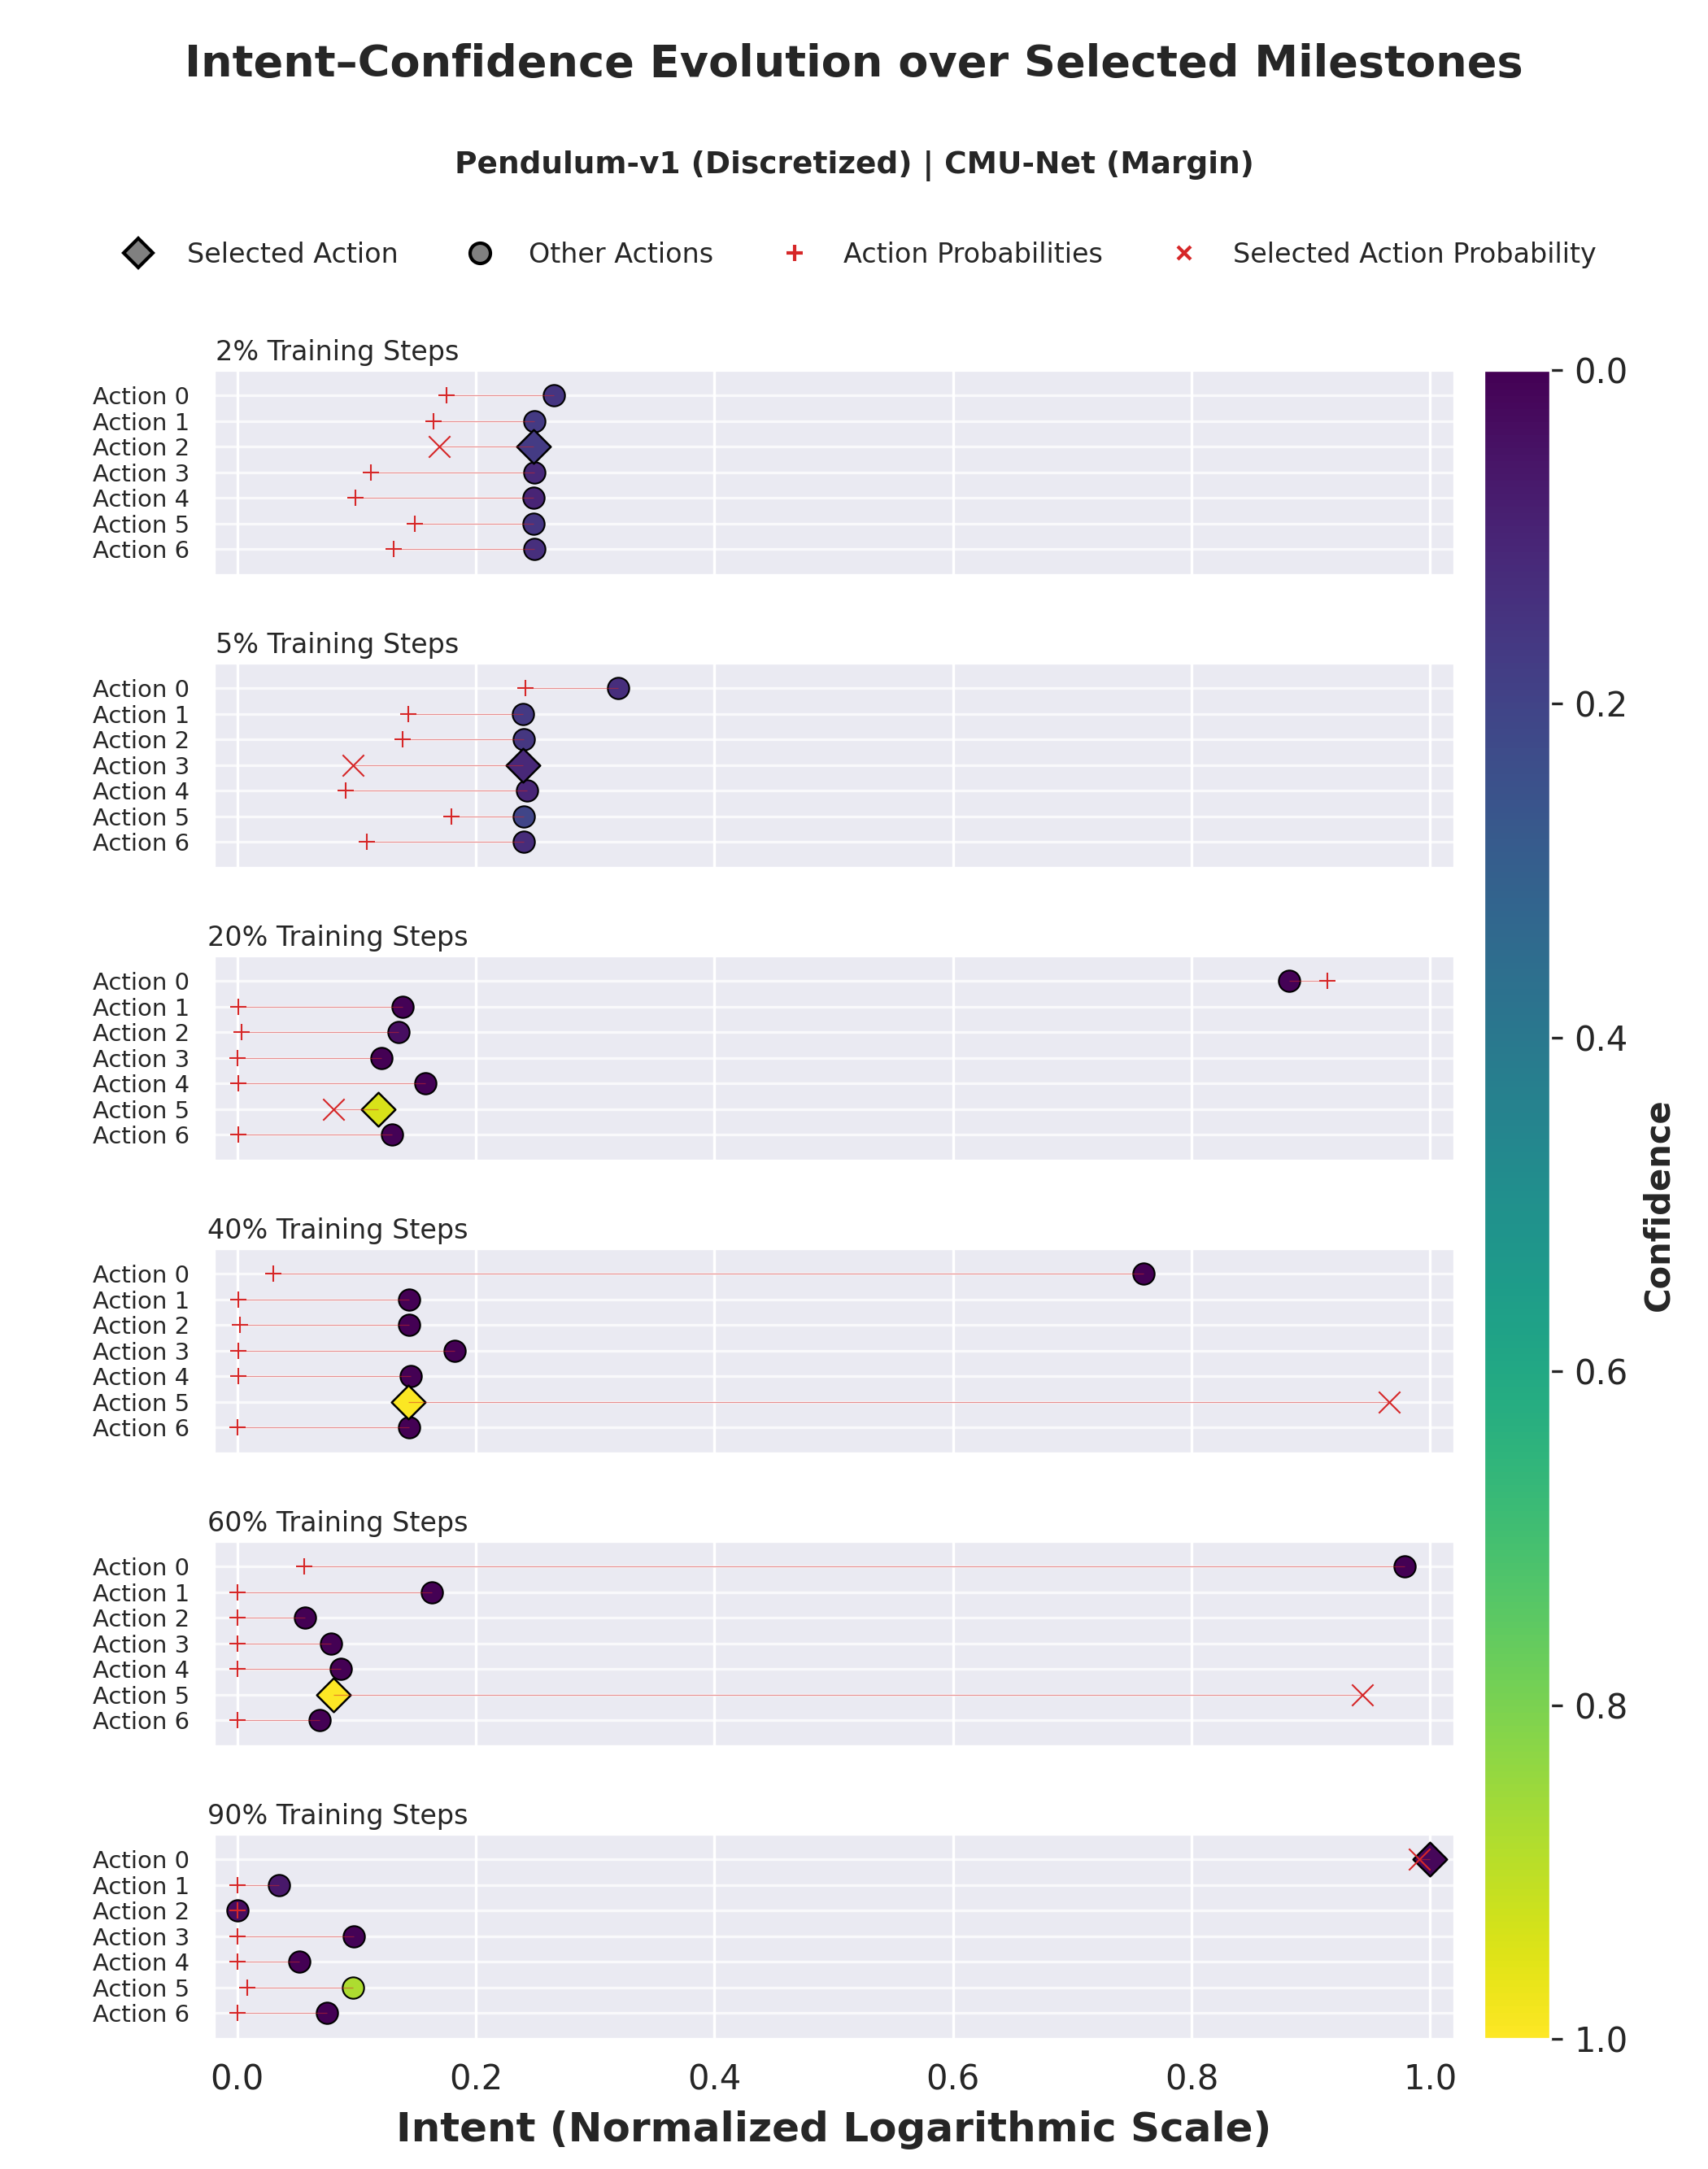 Intent–Confidence Evolution over Selected Milestones
Pendulum-v1 (Discretized) | CMU-Net (Margin)
Selected Action Other Actions Action Probabilities Selected Action Probability
2% Training Steps
Action 0
Action 1
Action 2
Action 3
Action 4
Action 5
Action 6
5% Training Steps
Action 0
Action 1
Action 2
Action 3
Action 4
Action 5
Action 6
20% Training Steps
Action 0
Action 1
Action 2
Action 3
Action 4
Action 5
Action 6
40% Training Steps
Action 0
Action 1
Action 2
Action 3
Action 4
Action 5
Action 6
60% Training Steps
Action 0
Action 1
Action 2
Action 3
Action 4
Action 5
Action 6
90% Training Steps
Action 0
Action 1
Action 2
Action 3
Action 4
Action 5
Action 6
0.0 0.2 0.4 0.6 0.8 1.0
Intent (Normalized Logarithmic Scale)
0.0
0.2
0.4
0.6
0.8
1.0
Confidence